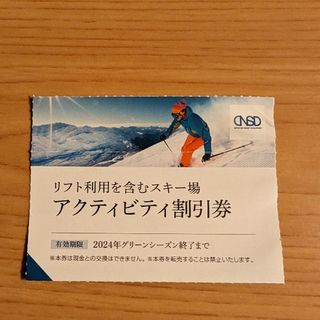 リフト利用を含むスキー場
アクティビティ割引券
有効期限 2024年グリーンシーズン終了まで
※本券は現金との交換はできません。※本券を転売することは禁止いたします。